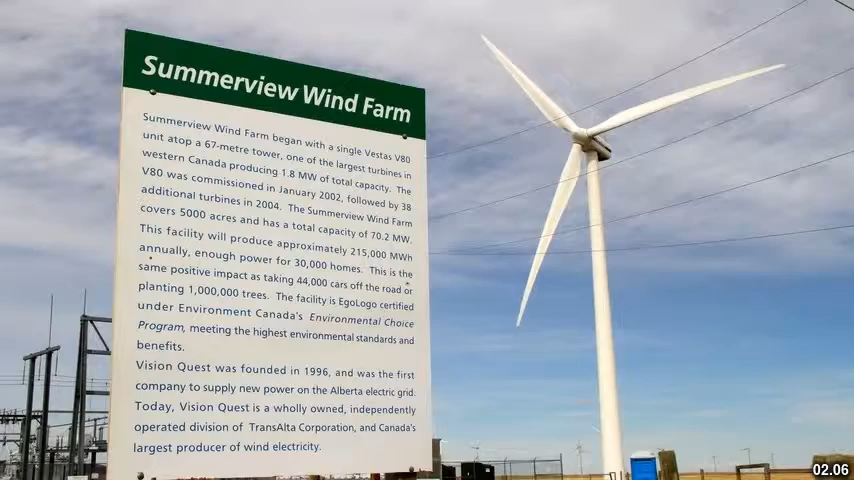 Summerview Wind Farm
Summerview Wind Farm began with a single Vestas V80
unit atop a 67-metre tower, one of the largest turbines in
western Canada producing 1.8 MW of total capacity. The
V80 was commissioned in January 2002, followed by 38
additional turbines in 2004. The Summerview Wind Farm
covers 5000 acres and has a total capacity of 70.2 MW.
This facility will produce approximately 215,000 MWh
annually, enough power for 30,000 homes. This is the
same positive impact as taking 44,000 cars off the road or
planting 1,000,000 trees. The facility is EgoLogo certified
under Environment Canada's Environmental Choice
Program, meeting the highest environmental standards and
benefits.
Vision Quest was founded in 1996, and was the first
company to supply new power on the Alberta electric grid.
Today, Vision Quest is a wholly owned, independently
operated division of TransAlta Corporation, and Canada's
largest producer of wind electricity.
02.06